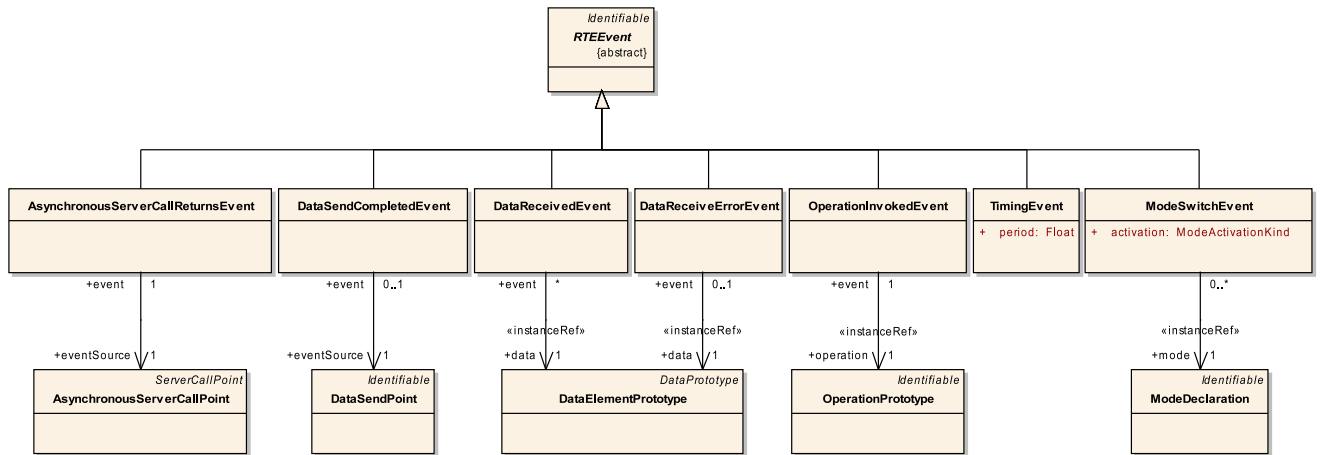 Identifiable
RTEEvent
{abstract}
AsynchronousServerCallReturnsEvent
DataSendCompletedEvent
DataReceivedEvent
DataReceiveErrorEvent
OperationInvokedEvent
TimingEvent
+ period: Float
ModeSwitchEvent
+ activation: ModeActivationKind
+event 1
+event 0..1
+event *
+event 0..1
+event 1
0..*
«instanceRef»
«instanceRef»
«instanceRef»
«instanceRef»
+eventSource 1
+eventSource 1
+data 1
+data 1
+operation 1
+mode 1
ServerCallPoint
AsynchronousServerCallPoint
Identifiable
DataSendPoint
DataPrototype
DataElementPrototype
Identifiable
OperationPrototype
Identifiable
ModeDeclaration